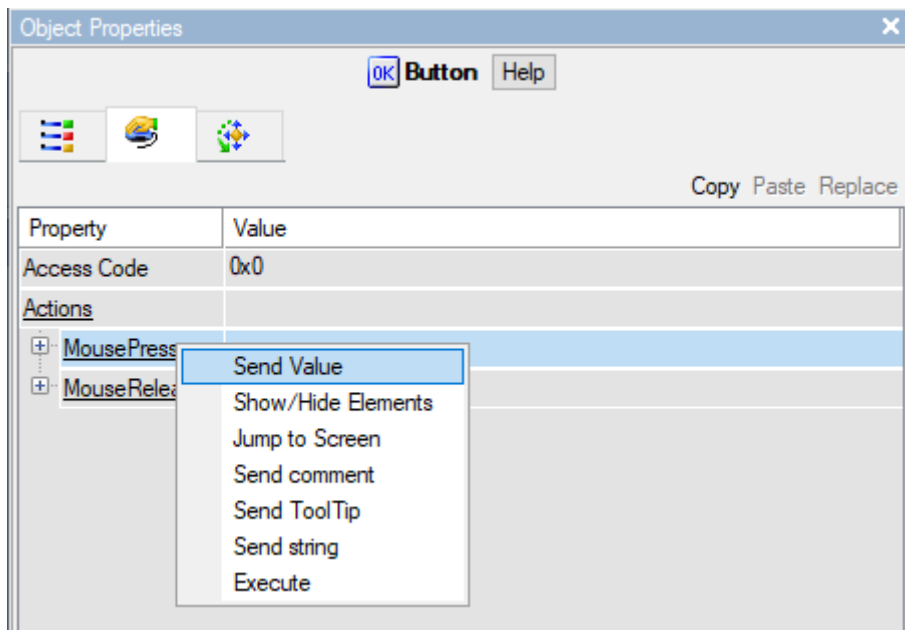 Object Properties
OK Button Help
Copy Paste Replace
Property Value
Access Code 0x0
Actions
MousePress
MouseRelea
Send Value
Show/Hide Elements
Jump to Screen
Send comment
Send ToolTip
Send string
Execute